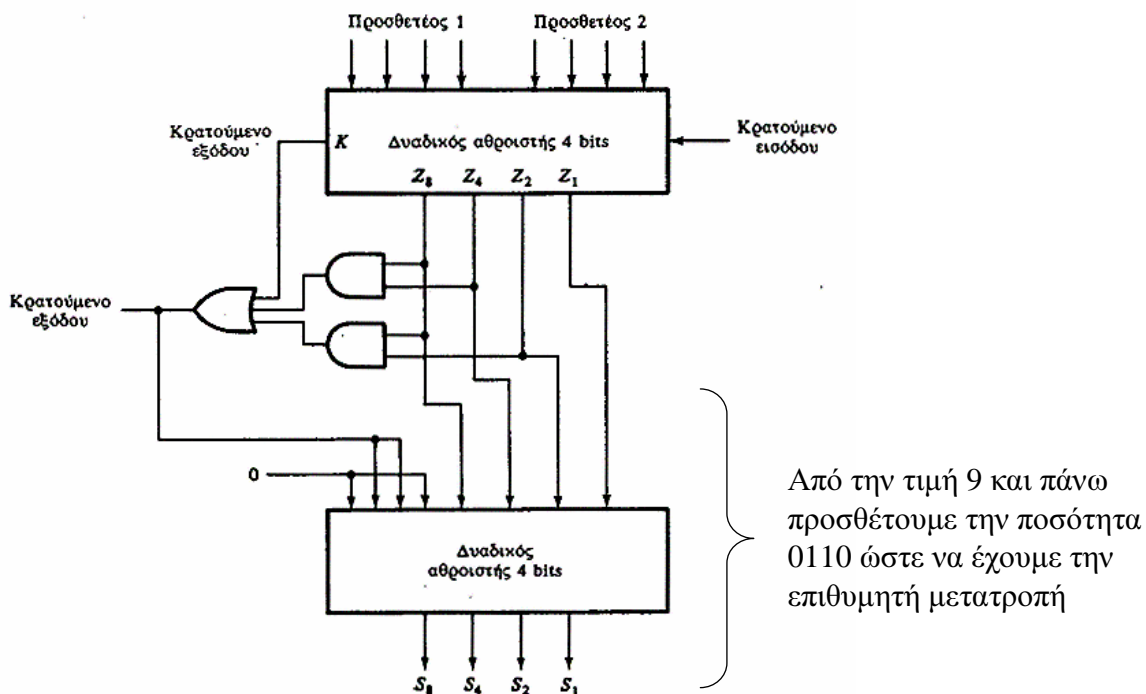 Προσθετέος 1
Προσθετέος 2
Κρατούμενο
εξόδου
K
Δυαδικός αθροιστής 4 bits
Κρατούμενο
εισόδου
Z8 Z4 Z2 Z1
Κρατούμενο
εξόδου
0
Δυαδικός
αθροιστής 4 bits
Από την τιμή 9 και πάνω
προσθέτουμε την ποσότητα
0110 ώστε να έχουμε την
επιθυμητή μετατροπή
S8 S4 S2 S1